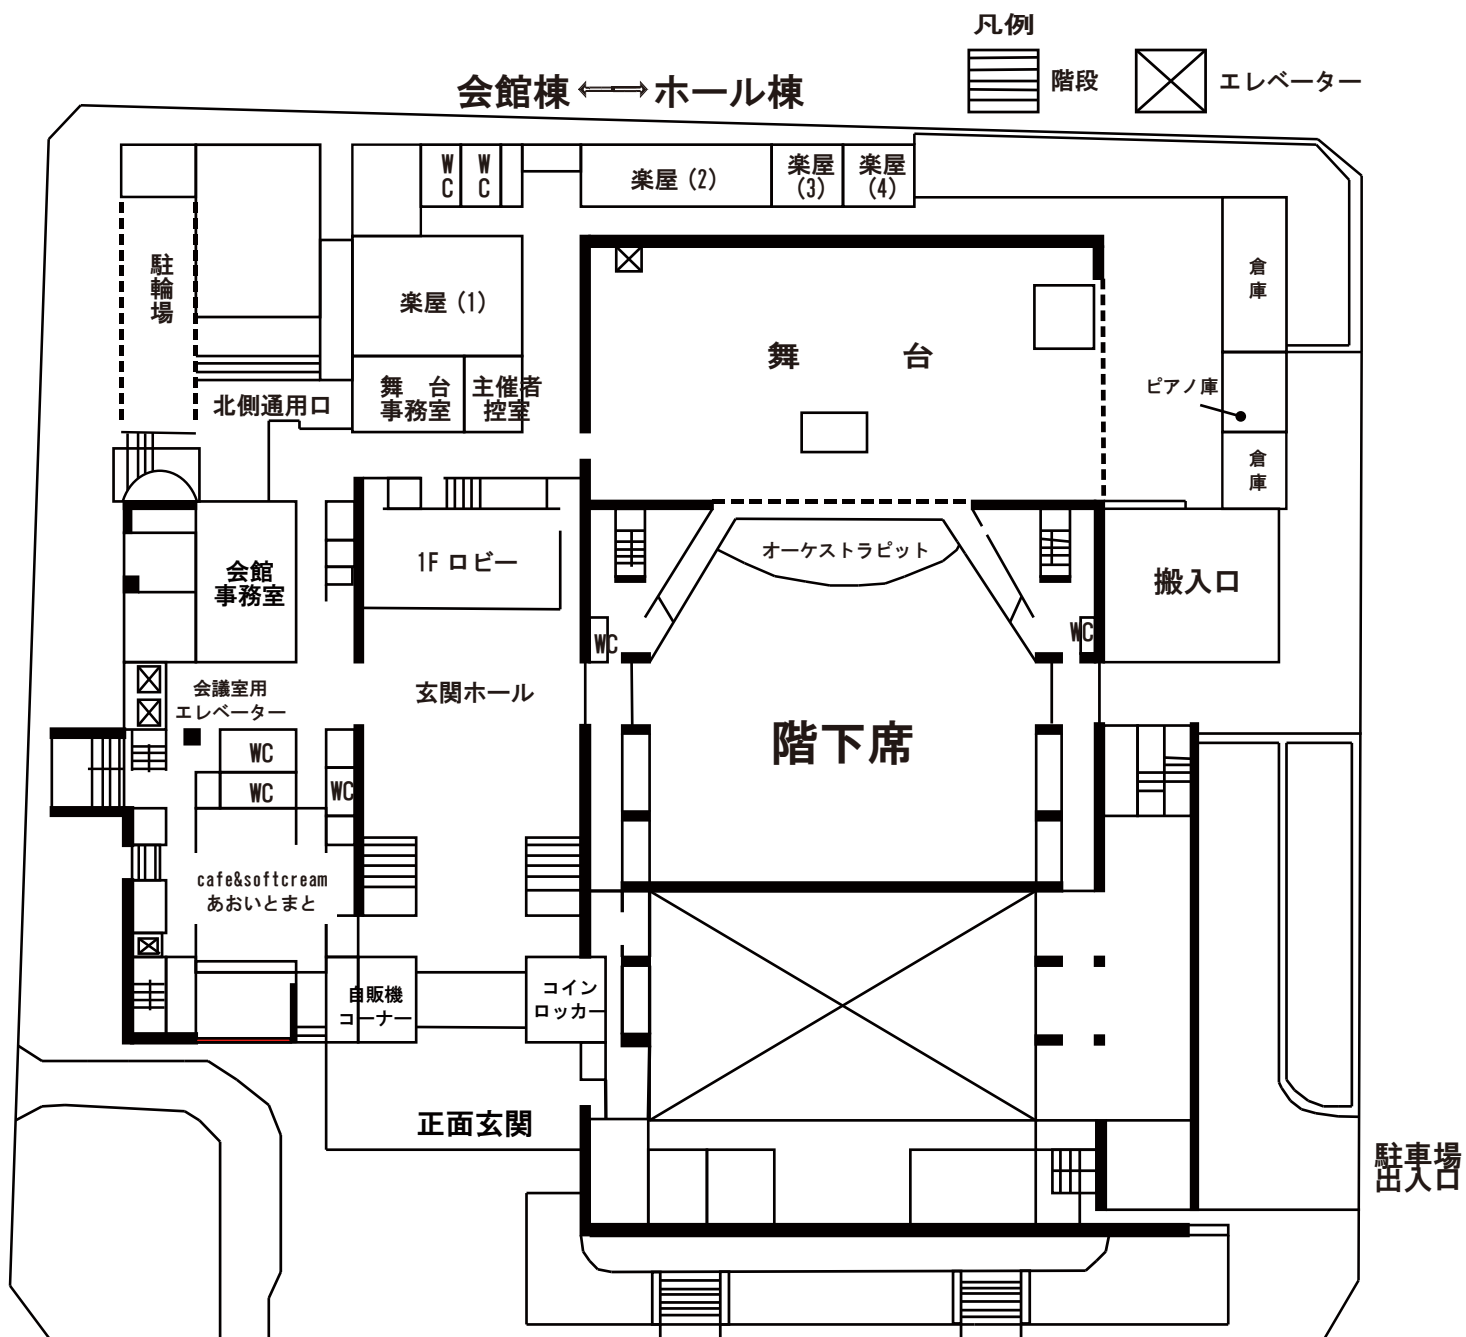 凡例
階段
エレベーター
会館棟 ⇔ ホール棟
WC
WC
楽屋(2)
楽屋
(3)
楽屋
(4)
駐輪場
楽屋(1)
倉庫
舞 台
舞 台
事務室
主催者
控室
ピアノ庫
北側通用口
倉庫
1F ロビー
オーケストラピット
会館
事務室
搬入口
WC
WC
会議室用
エレベーター
玄関ホール
階下席
WC
WC
WC
cafe&softcream
あおいとまと
自販機
コーナー
コイン
ロッカー
正面玄関
駐車場
出入口